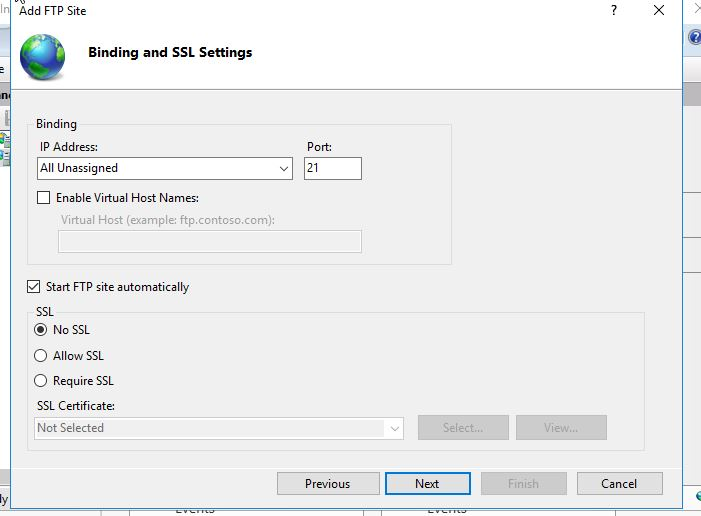 Add FTP Site
?
Binding and SSL Settings
Binding
IP Address:
Port:
All Unassigned
21
Enable Virtual Host Names:
Virtual Host (example: ftp.contoso.com):
Start FTP site automatically
SSL
No SSL
Allow SSL
Require SSL
SSL Certificate:
Not Selected
Select...
View...
Previous
Next
Finish
Cancel